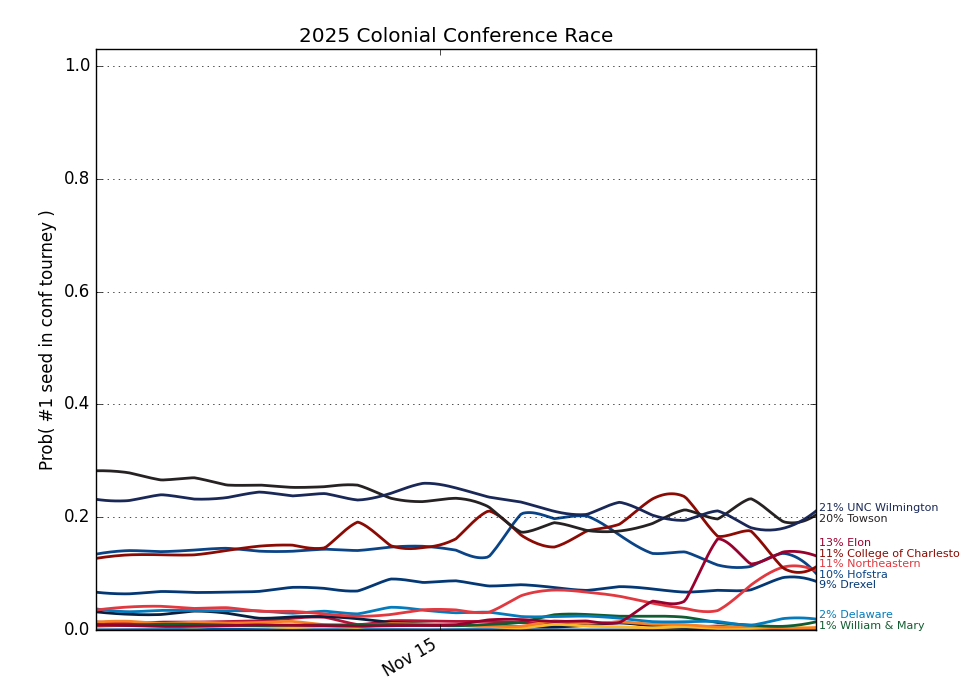 2025 Colonial Conference Race
Prob( #1 seed in conf tourney )
1.0
0.8
0.6
0.4
0.2
0.0
Nov 15
21% UNC Wilmington
20% Towson
13% Elon
11% College of Charlesto
11% Northeastern
10% Hofstra
9% Drexel
2% Delaware
1% William & Mary